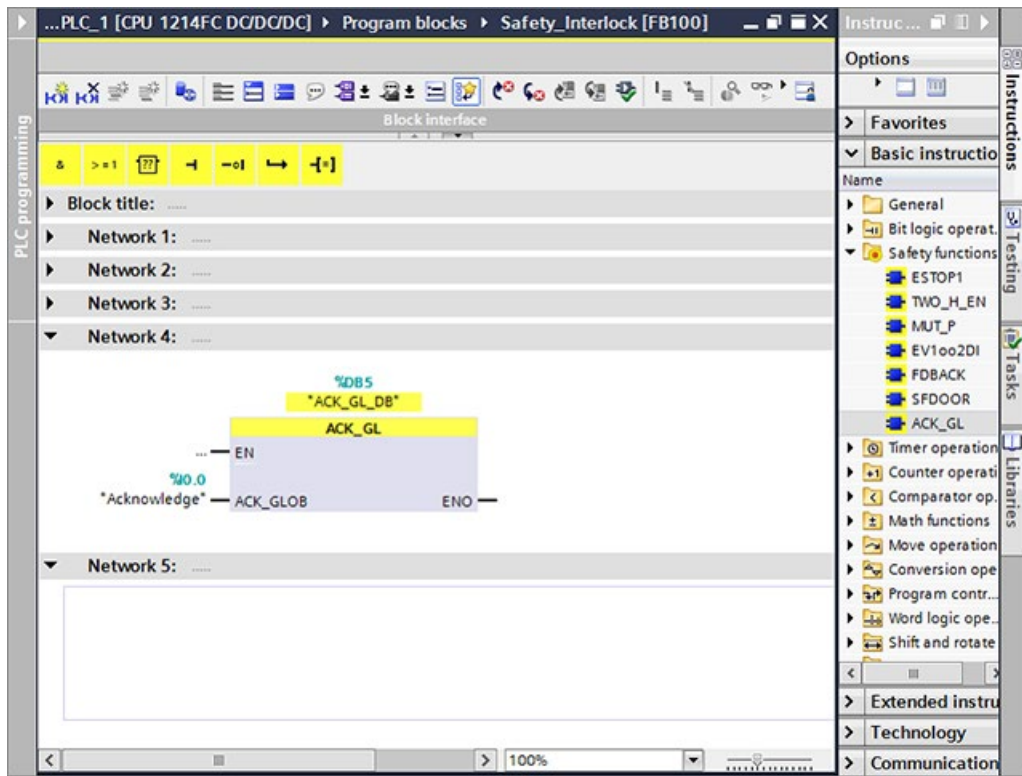 ...PLC_1 [CPU 1214FC DC/DC/DC] ▸ Program blocks ▸ Safety_Interlock [FB100]
Block interface
& >=1 ??
Block title: .....
Network 1: .....
Network 2: .....
Network 3: .....
Network 4: .....
%DB5
"ACK_GL_DB"
ACK_GL
... EN
%I0.0
"Acknowledge" ACK_GLOB ENO
Network 5: .....
100%
PLC programming
Instruc...
Options
Favorites
Basic instructio
Name
General
Bit logic operat.
Safety functions
ESTOP1
TWO_H_EN
MUT_P
EV1oo2DI
FDBACK
SFDOOR
ACK_GL
Timer operation
Counter operati
Comparator op.
Math functions
Move operation
Conversion ope
Program contr...
Word logic ope..
Shift and rotate
Extended instru
Technology
Communication
Instructions
Testing
Tasks
Libraries